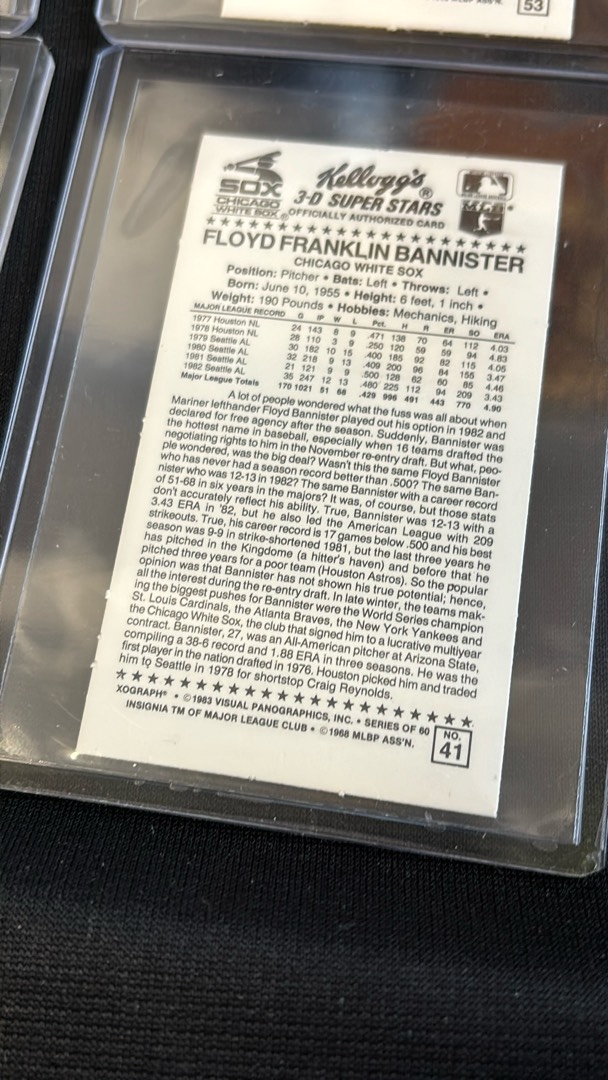 53
SOX
CHICAGO
WHITE SOX
Kellogg's®
3-D SUPER STARS
OFFICIALLY AUTHORIZED CARD
FLOYD FRANKLIN BANNISTER
CHICAGO WHITE SOX
Position: Pitcher • Bats: Left • Throws: Left •
Born: June 10, 1955 • Height: 6 feet, 1 inch •
Weight: 190 Pounds • Hobbies: Mechanics, Hiking
MAJOR LEAGUE RECORD G IP W L Pct. H R ER SO ERA
1977 Houston NL 24 143 8 9 .471 138 70 64 112 4.03
1978 Houston NL 28 110 3 9 .250 120 59 59 94 4.83
1979 Seattle AL 30 182 10 15 .400 185 92 82 115 4.05
1980 Seattle AL 32 218 9 13 .409 200 96 84 155 3.47
1981 Seattle AL 21 121 9 9 .500 128 62 60 85 4.46
1982 Seattle AL 35 247 12 13 .480 225 112 94 209 3.43
Major League Totals 170 1021 51 68 .429 996 491 443 770 4.90
A lot of people wondered what the fuss was all about when
Mariner lefthander Floyd Bannister played out his option in 1982 and
declared for free agency after the season. Suddenly, Bannister was
the hottest name in baseball, especially when 16 teams drafted the
negotiating rights to him in the November re-entry draft. But what, peo-
ple wondered, was the big deal? Wasn't this the same Floyd Bannister
who has never had a season record better than .500? The same Ban-
nister who was 12-13 in 1982? The same Bannister with a career record
of 51-68 in six years in the majors? It was, of course, but those stats
don't accurately reflect his ability. True, Bannister was 12-13 with a
3.43 ERA in '82, but he also led the American League with 209
strikeouts. True, his career record is 17 games below .500 and his best
season was 9-9 in strike-shortened 1981, but the last three years he
has pitched in the Kingdome (a hitter's haven) and before that he
pitched three years for a poor team (Houston Astros). So the popular
opinion was that Bannister has not shown his true potential; hence,
all the interest during the re-entry draft. In late winter, the teams mak-
ing the biggest pushes for Bannister were the World Series champion
St. Louis Cardinals, the Atlanta Braves, the New York Yankees and
the Chicago White Sox, the club that signed him to a lucrative multiyear
contract. Bannister, 27, was an All-American pitcher at Arizona State,
compiling a 38-6 record and 1.88 ERA in three seasons. He was the
first player in the nation drafted in 1976. Houston picked him and traded
him to Seattle in 1978 for shortstop Craig Reynolds.
XOGRAPH® • ©1983 VISUAL PANOGRAPHICS, INC. • SERIES OF 60
INSIGNIA TM OF MAJOR LEAGUE CLUB • ©1968 MLBP ASS'N.
NO.
41